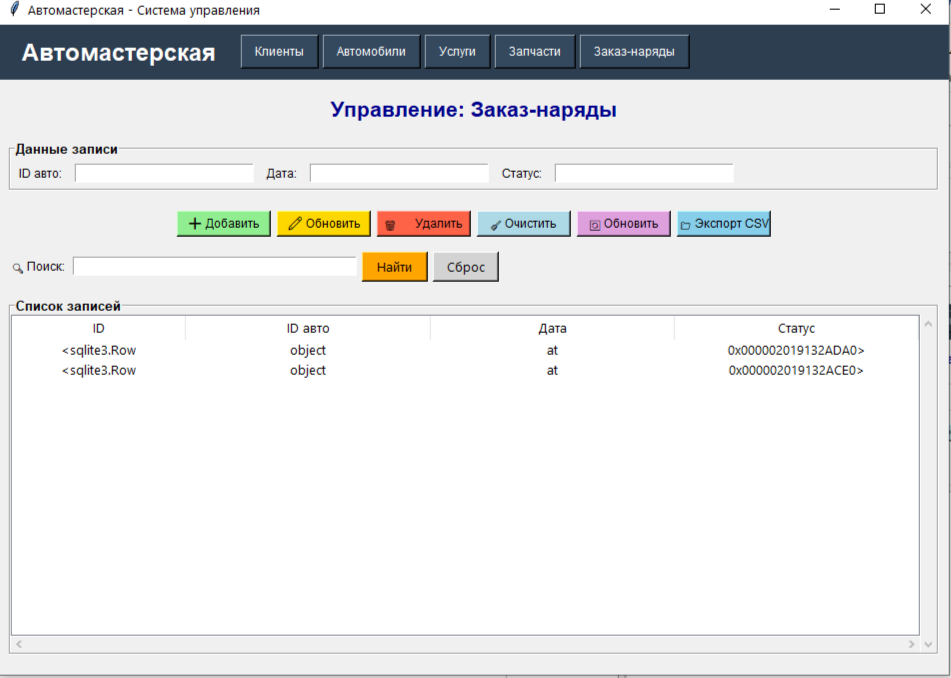 Автомастерская - Система управления
Автомастерская Клиенты Автомобили Услуги Запчасти Заказ-наряды
Управление: Заказ-наряды
Данные записи
ID авто: Дата: Статус:
Добавить Обновить Удалить Очистить Обновить Экспорт CSV
Поиск: Найти Сброс
Список записей
ID ID авто Дата Статус
<sqlite3.Row object at 0x000002019132ADA0>
<sqlite3.Row object at 0x000002019132ACE0>